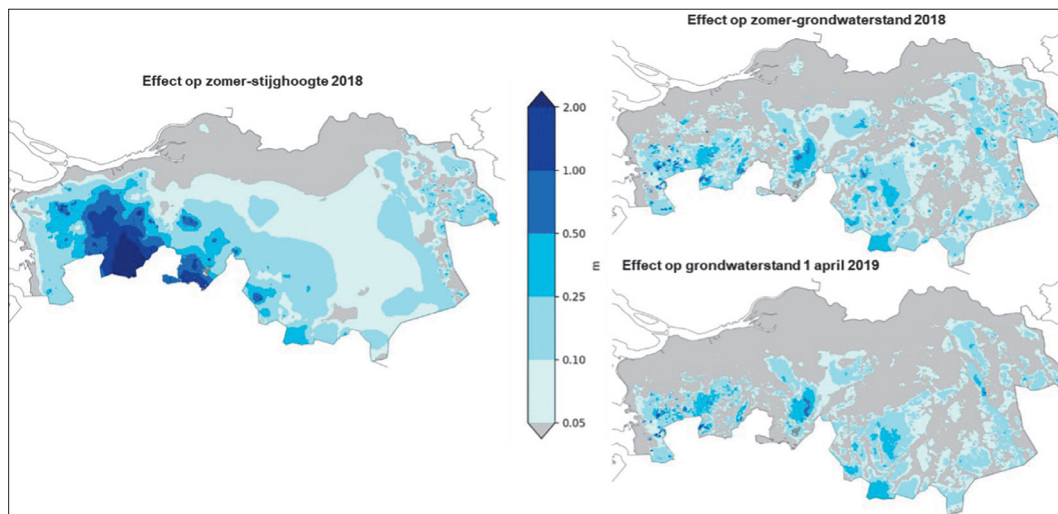 Effect op zomer-stijghoogte 2018
2.00
1.00
0.50
m
0.25
0.10
0.05
Effect op zomer-grondwaterstand 2018
Effect op grondwaterstand 1 april 2019